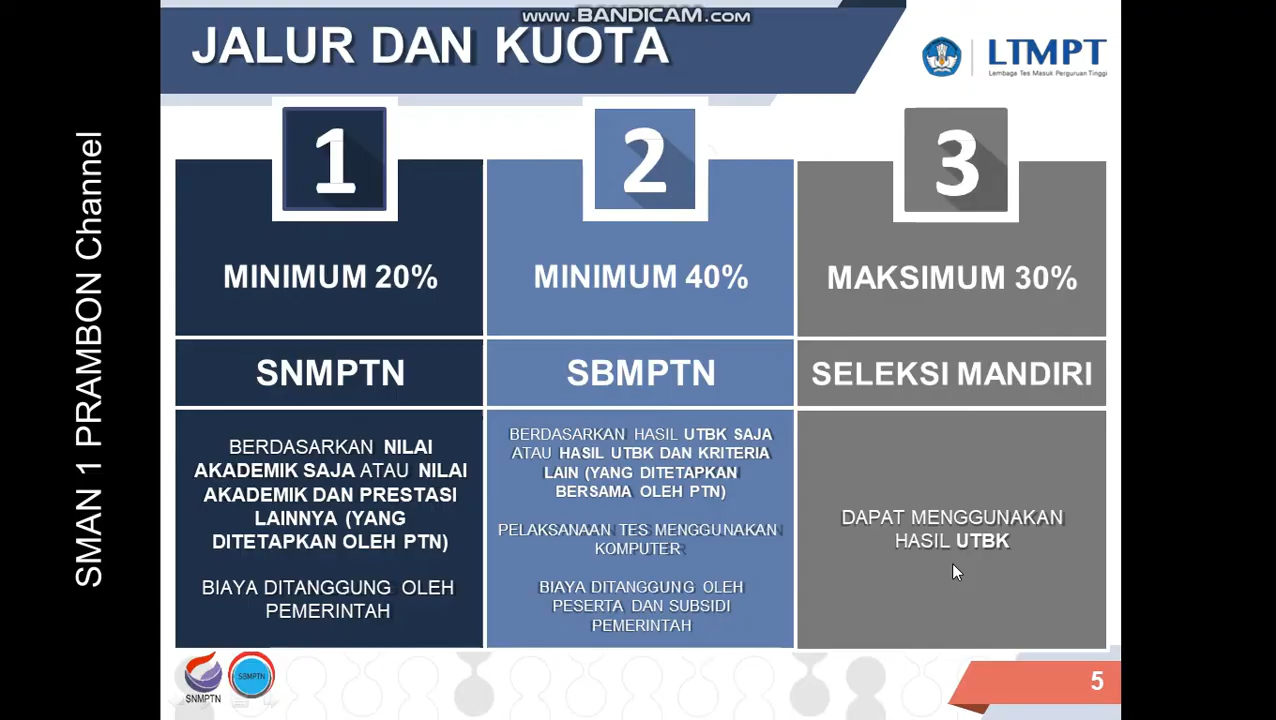 www.BANDICAM.com
JALUR DAN KUOTA
LTMPT
Lembaga Tes Masuk Perguruan Tinggi
SMAN 1 PRAMBON Channel
1
MINIMUM 20%
SNMPTN
BERDASARKAN NILAI
AKADEMIK SAJA ATAU NILAI
AKADEMIK DAN PRESTASI
LAINNYA (YANG
DITETAPKAN OLEH PTN)
BIAYA DITANGGUNG OLEH
PEMERINTAH
2
MINIMUM 40%
SBMPTN
BERDASARKAN HASIL UTBK SAJA
ATAU HASIL UTBK DAN KRITERIA
LAIN (YANG DITETAPKAN
BERSAMA OLEH PTN)
PELAKSANAAN TES MENGGUNAKAN
KOMPUTER
BIAYA DITANGGUNG OLEH
PESERTA DAN SUBSIDI
PEMERINTAH
3
MAKSIMUM 30%
SELEKSI MANDIRI
DAPAT MENGGUNAKAN
HASIL UTBK
SNMPTN
SBMPTN
5